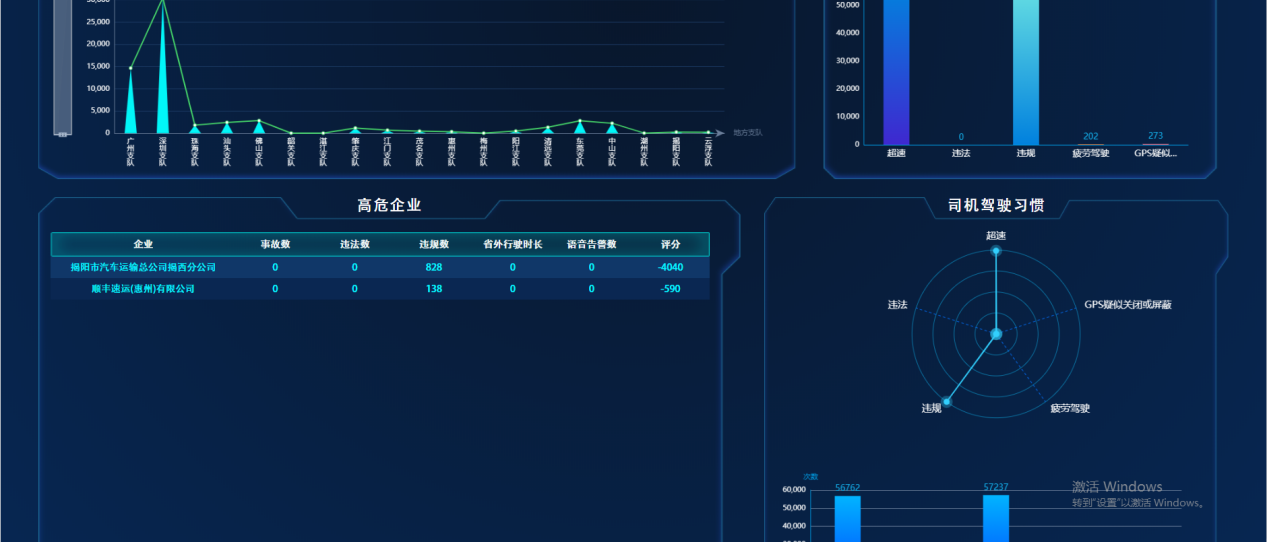 30,000
25,000
20,000
15,000
10,000
5,000
0
广州支队
深圳支队
珠海支队
汕头支队
佛山支队
韶关支队
湛江支队
肇庆支队
江门支队
茂名支队
惠州支队
梅州支队
阳江支队
清远支队
东莞支队
中山支队
潮州支队
揭阳支队
云浮支队
地方支队
50,000
40,000
30,000
20,000
10,000
0
0
202
273
超速
违法
违规
疲劳驾驶
GPS疑似...
高危企业
企业 事故数 违法数 违规数 省外行驶时长 语音告警数 评分
揭阳市汽车运输总公司揭西分公司 0 0 828 0 0 -4040
顺丰速运(惠州)有限公司 0 0 138 0 0 -590
司机驾驶习惯
超速
违法
GPS疑似关闭或屏蔽
违规
疲劳驾驶
次数
60,000
50,000
40,000
56762
57237
激活 Windows
转到"设置"以激活 Windows。